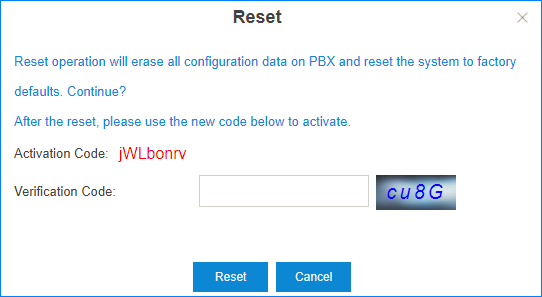 Reset
Reset operation will erase all configuration data on PBX and reset the system to factory
defaults. Continue?
After the reset, please use the new code below to activate.
Activation Code: jWLbonrv
Verification Code: cu8G
Reset Cancel